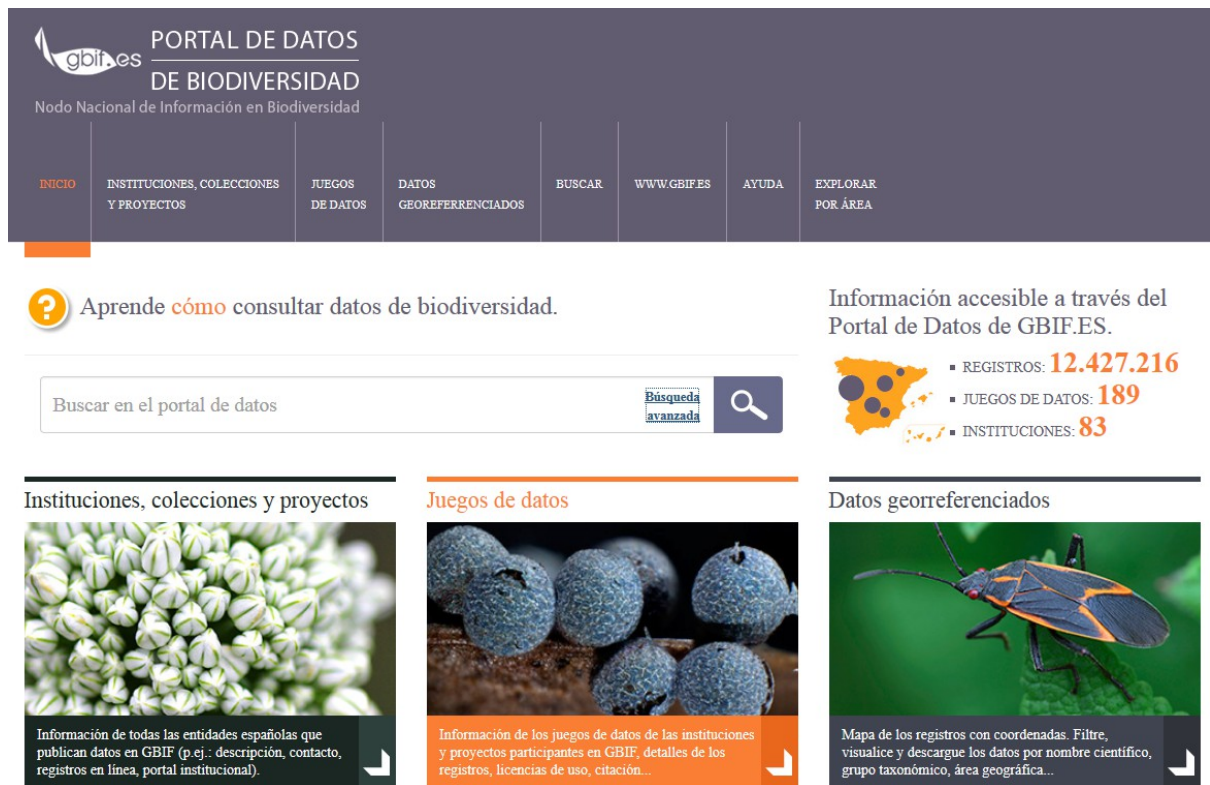 gbif.es
PORTAL DE DATOS
DE BIODIVERSIDAD
Nodo Nacional de Información en Biodiversidad
INICIO
INSTITUCIONES, COLECCIONES
Y PROYECTOS
JUEGOS
DE DATOS
DATOS
GEOREFERRENCIADOS
BUSCAR
WWW.GBIF.ES
AYUDA
EXPLORAR
POR ÁREA
? Aprende cómo consultar datos de biodiversidad.
Buscar en el portal de datos
Búsqueda
avanzada
Información accesible a través del
Portal de Datos de GBIF.ES.
REGISTROS: 12.427.216
JUEGOS DE DATOS: 189
INSTITUCIONES: 83
Instituciones, colecciones y proyectos
Información de todas las entidades españolas que
publican datos en GBIF (p.ej.: descripción, contacto,
registros en línea, portal institucional).
Juegos de datos
Información de los juegos de datos de las instituciones
y proyectos participantes en GBIF, detalles de los
registros, licencias de uso, citación...
Datos georreferenciados
Mapa de los registros con coordenadas. Filtre,
visualice y descargue los datos por nombre científico,
grupo taxonómico, área geográfica...